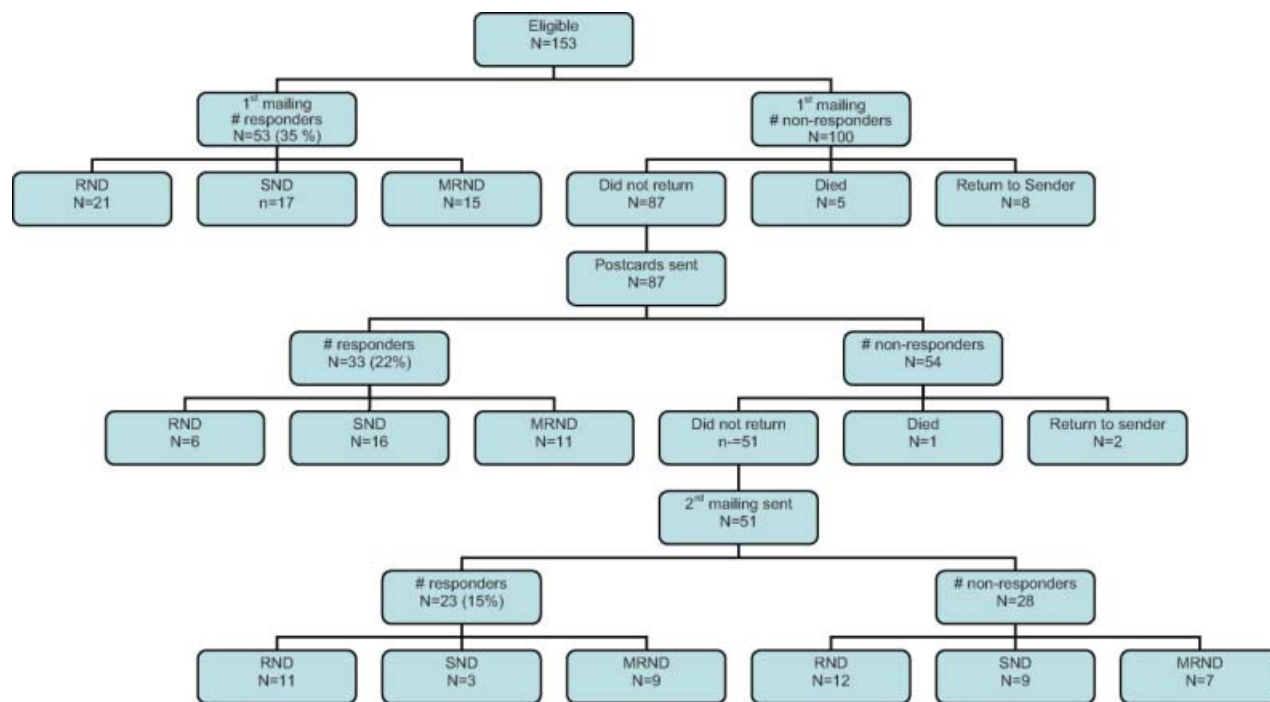 Eligible
N=153
1st mailing
# responders
N=53 (35 %)
1st mailing
# non-responders
N=100
RND
N=21
SND
n=17
MRND
N=15
Did not return
N=87
Died
N=5
Return to Sender
N=8
Postcards sent
N=87
# responders
N=33 (22%)
# non-responders
N=54
RND
N=6
SND
N=16
MRND
N=11
Did not return
n-=51
Died
N=1
Return to sender
N=2
2nd mailing sent
N=51
# responders
N=23 (15%)
# non-responders
N=28
RND
N=11
SND
N=3
MRND
N=9
RND
N=12
SND
N=9
MRND
N=7